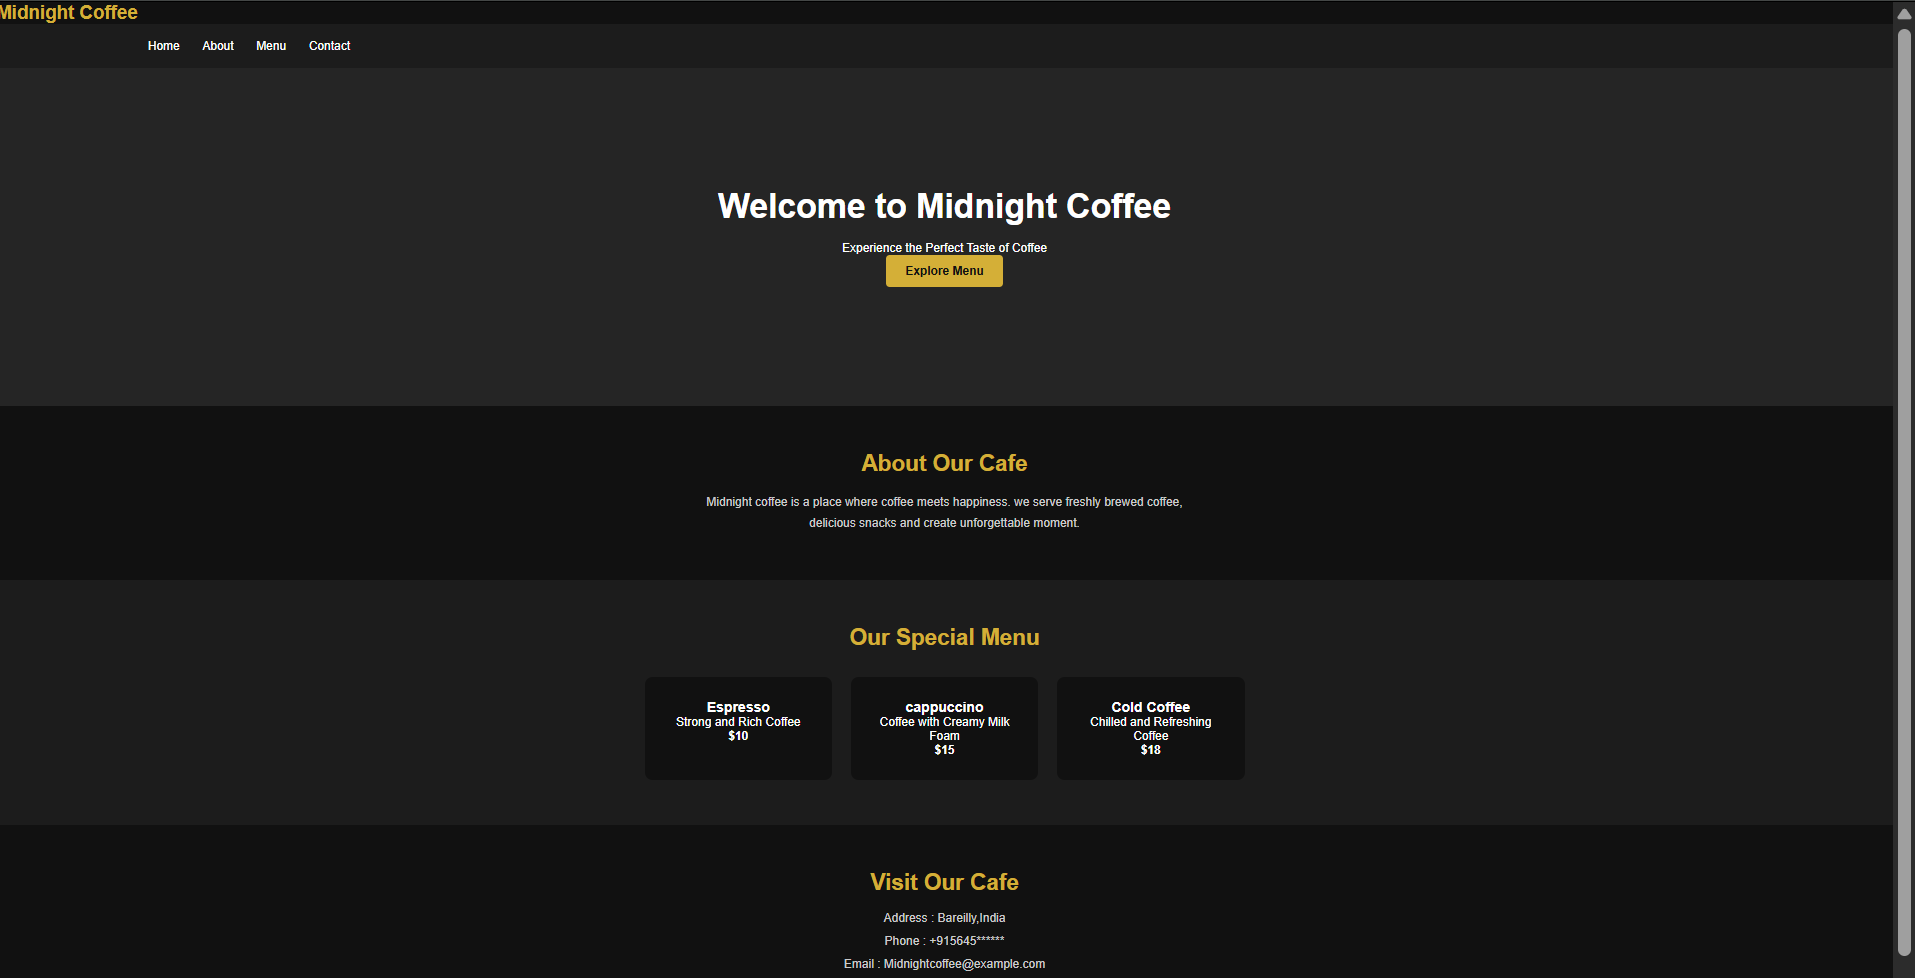 Midnight Coffee
Home About Menu Contact
Welcome to Midnight Coffee
Experience the Perfect Taste of Coffee
Explore Menu
About Our Cafe
Midnight coffee is a place where coffee meets happiness. we serve freshly brewed coffee,
delicious snacks and create unforgettable moment.
Our Special Menu
Espresso
Strong and Rich Coffee
$10
cappuccino
Coffee with Creamy Milk
Foam
$15
Cold Coffee
Chilled and Refreshing
Coffee
$18
Visit Our Cafe
Address : Bareilly,India
Phone : +915645******
Email : Midnightcoffee@example.com